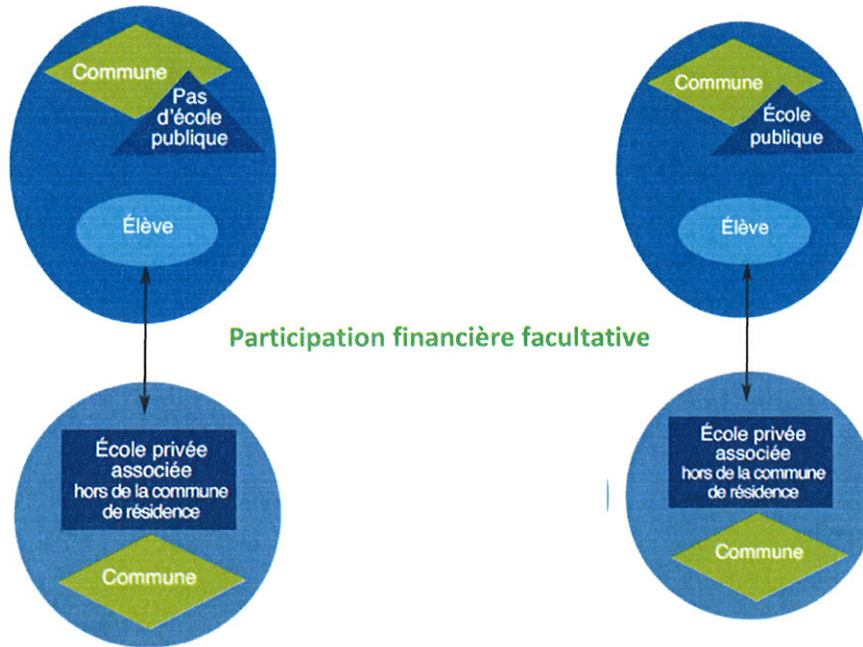 Commune
Pas
d'école
publique
Élève
Commune
École
publique
Élève
Participation financière facultative
École privée
associée
hors de la commune
de résidence
Commune
École privée
associée
hors de la commune
de résidence
Commune